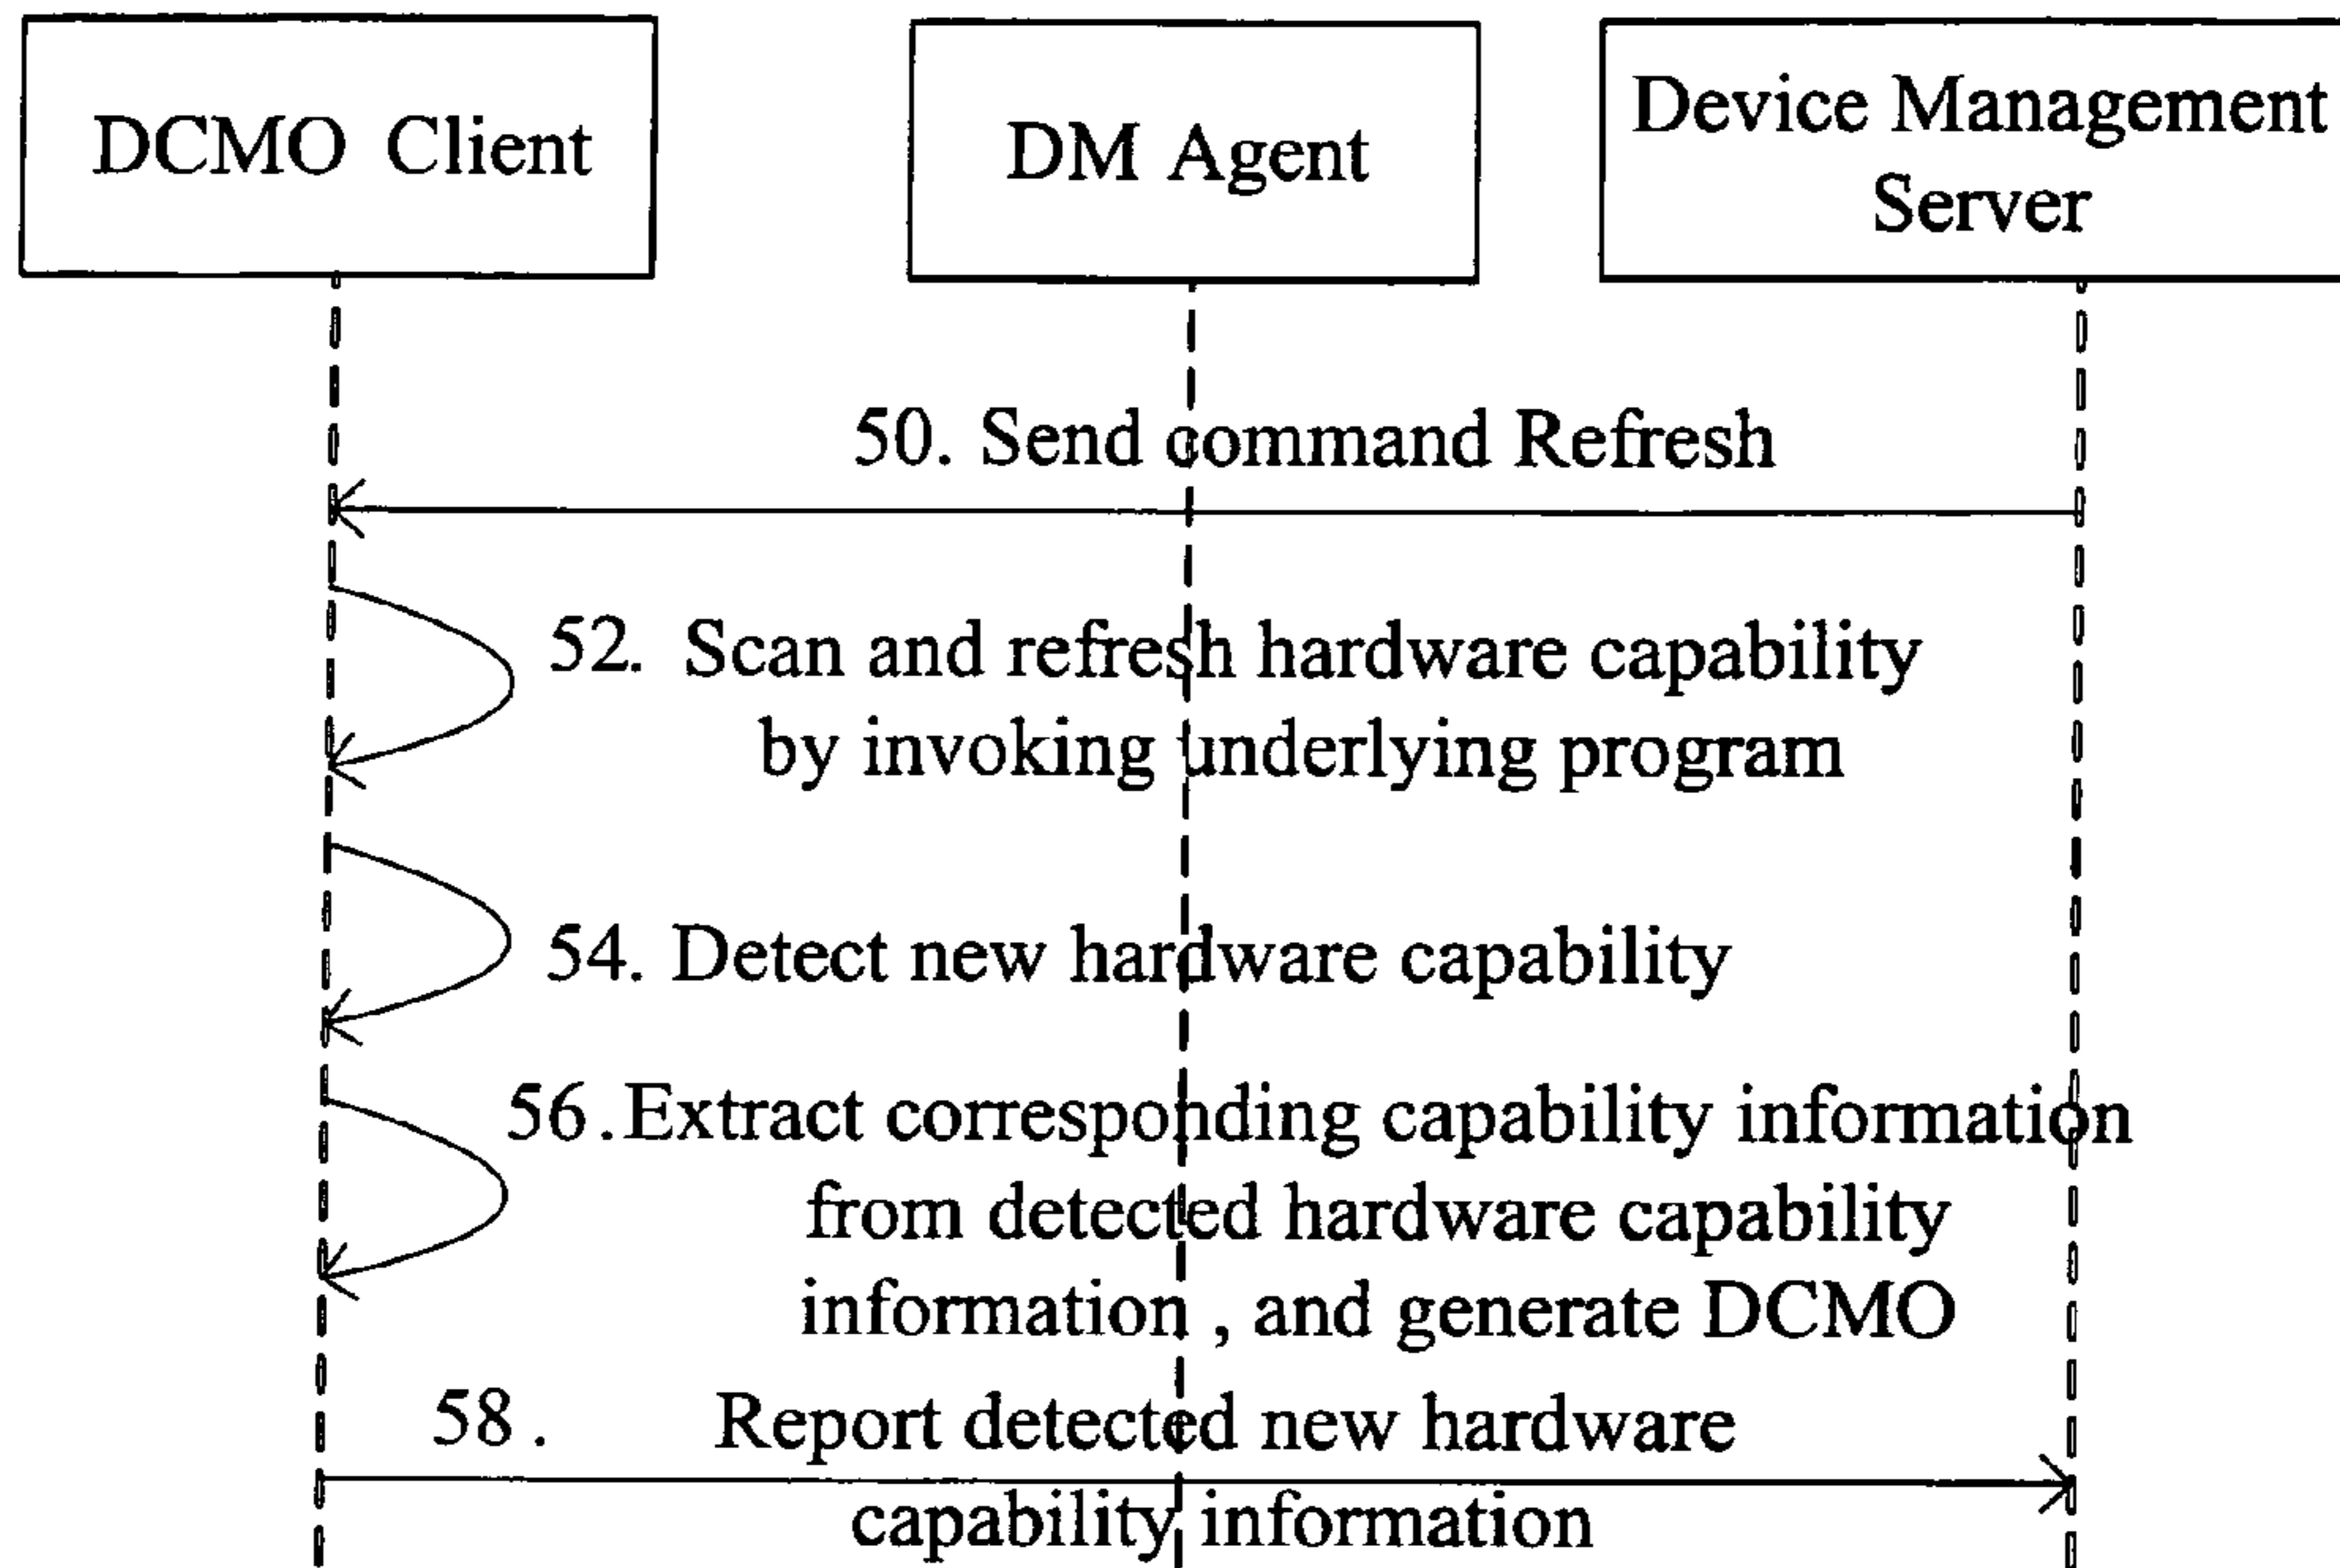 DCMO Client
DM Agent
Device Management
Server
50. Send command Refresh
52. Scan and refresh hardware capability
by invoking underlying program
54. Detect new hardware capability
56.Extract corresponding capability information
from detected hardware capability
information , and generate DCMO
58 . Report detected new hardware
capability information